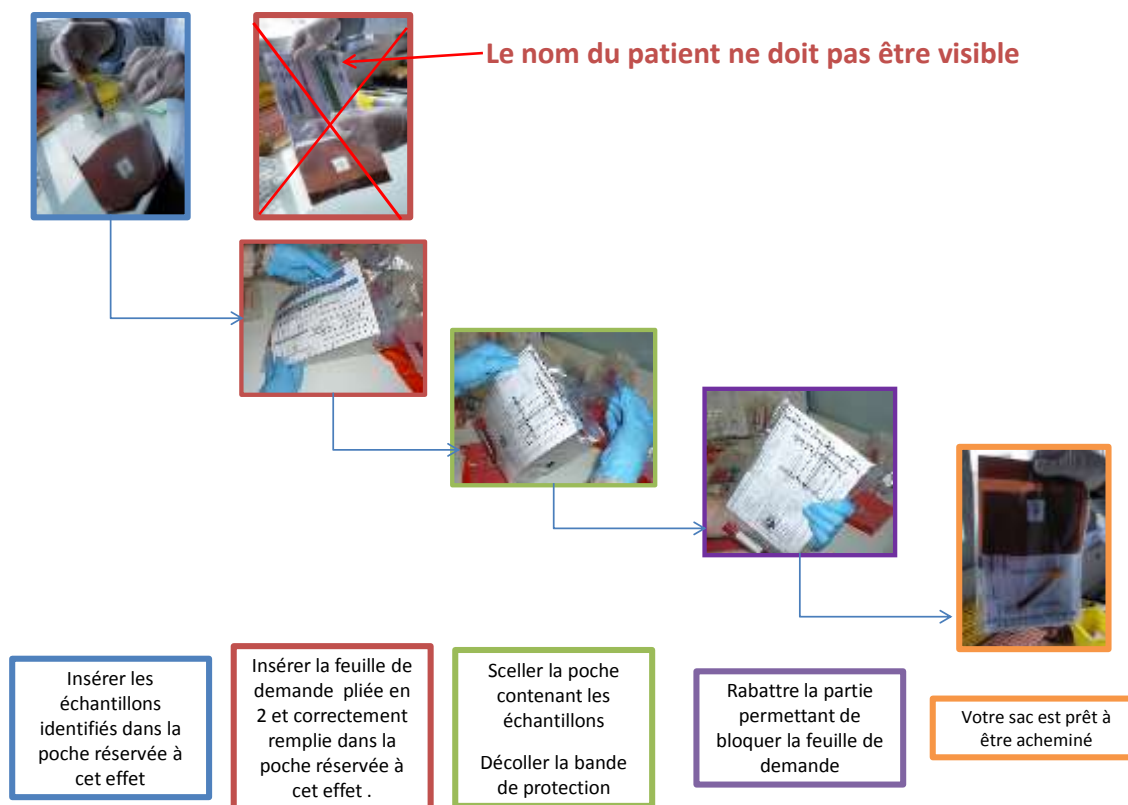 Le nom du patient ne doit pas être visible
Insérer les
échantillons
identifiés dans la
poche réservée à
cet effet
Insérer la feuille de
demande pliée en
2 et correctement
remplie dans la
poche réservée à
cet effet .
Sceller la poche
contenant les
échantillons
Décoller la bande
de protection
Rabattre la partie
permettant de
bloquer la feuille de
demande
Votre sac est prêt à
être acheminé